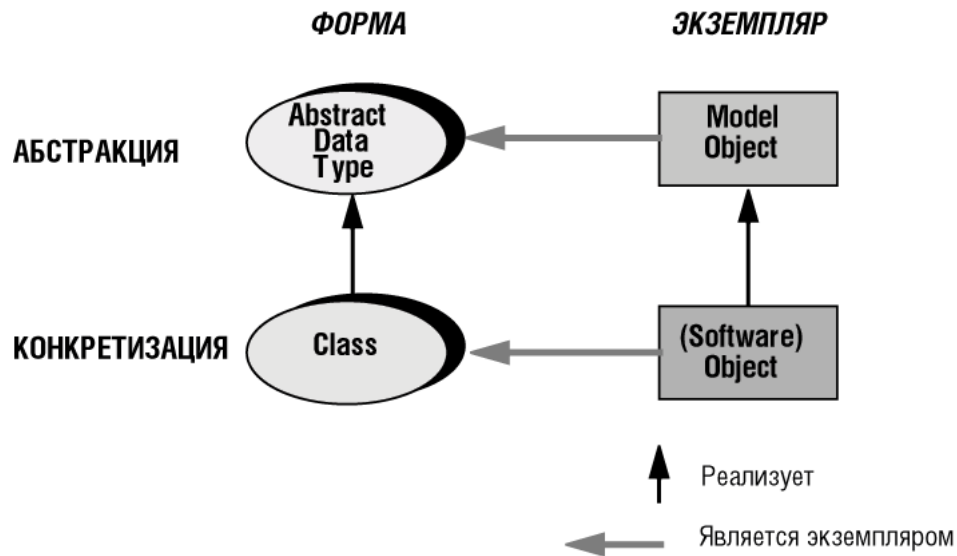 ФОРМА
ЭКЗЕМПЛЯР
АБСТРАКЦИЯ
Abstract
Data
Type
Model
Object
КОНКРЕТИЗАЦИЯ
Class
(Software)
Object
Реализует
Является экземпляром